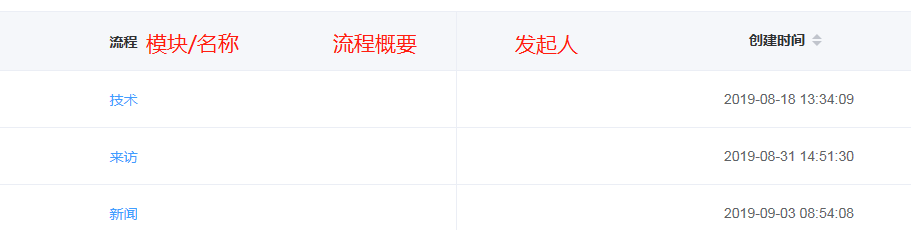 流程 模块/名称 流程概要 发起人 创建时间
技术 2019-08-18 13:34:09
来访 2019-08-31 14:51:30
新闻 2019-09-03 08:54:08